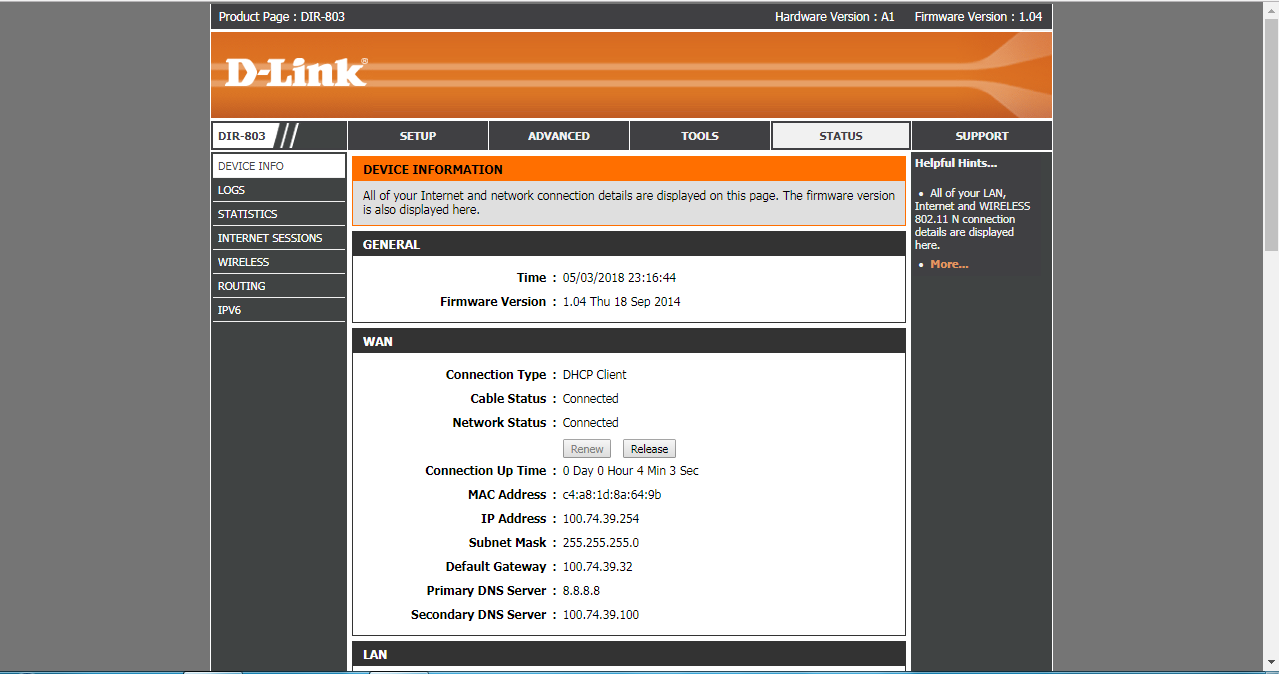 Product Page : DIR-803
Hardware Version : A1
Firmware Version : 1.04
D-Link®
DIR-803
SETUP
ADVANCED
TOOLS
STATUS
SUPPORT
DEVICE INFO
LOGS
STATISTICS
INTERNET SESSIONS
WIRELESS
ROUTING
IPV6
DEVICE INFORMATION
All of your Internet and network connection details are displayed on this page. The firmware version
is also displayed here.
GENERAL
Time : 05/03/2018 23:16:44
Firmware Version : 1.04 Thu 18 Sep 2014
WAN
Connection Type : DHCP Client
Cable Status : Connected
Network Status : Connected
Renew Release
Connection Up Time : 0 Day 0 Hour 4 Min 3 Sec
MAC Address : c4:a8:1d:8a:64:9b
IP Address : 100.74.39.254
Subnet Mask : 255.255.255.0
Default Gateway : 100.74.39.32
Primary DNS Server : 8.8.8.8
Secondary DNS Server : 100.74.39.100
LAN
Helpful Hints...
• All of your LAN,
Internet and WIRELESS
802.11 N connection
details are displayed
here.
• More...